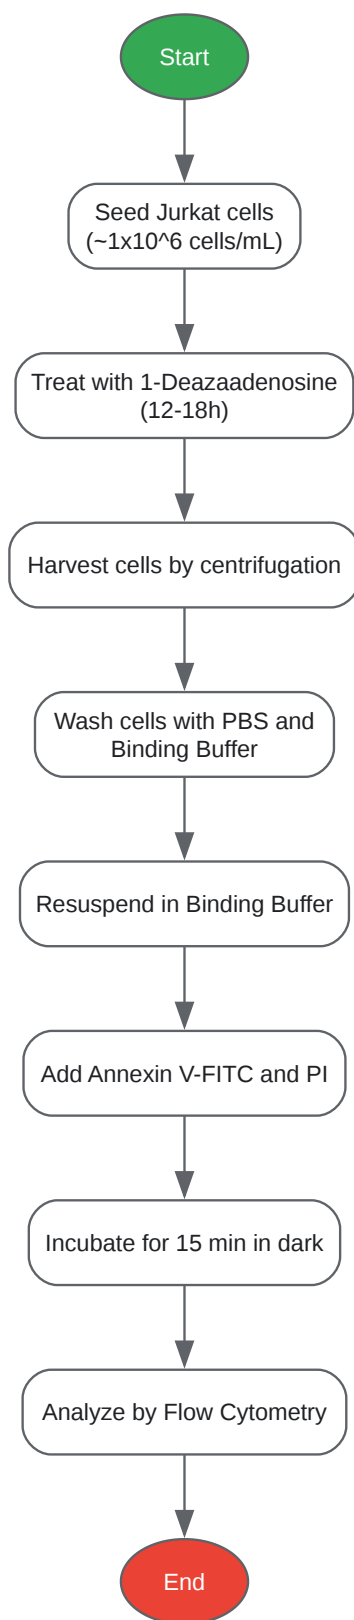 Start
Seed Jurkat cells
(~1x10^6 cells/mL)
Treat with 1-Deazaadenosine
(12-18h)
Harvest cells by centrifugation
Wash cells with PBS and
Binding Buffer
Resuspend in Binding Buffer
Add Annexin V-FITC and PI
Incubate for 15 min in dark
Analyze by Flow Cytometry
End